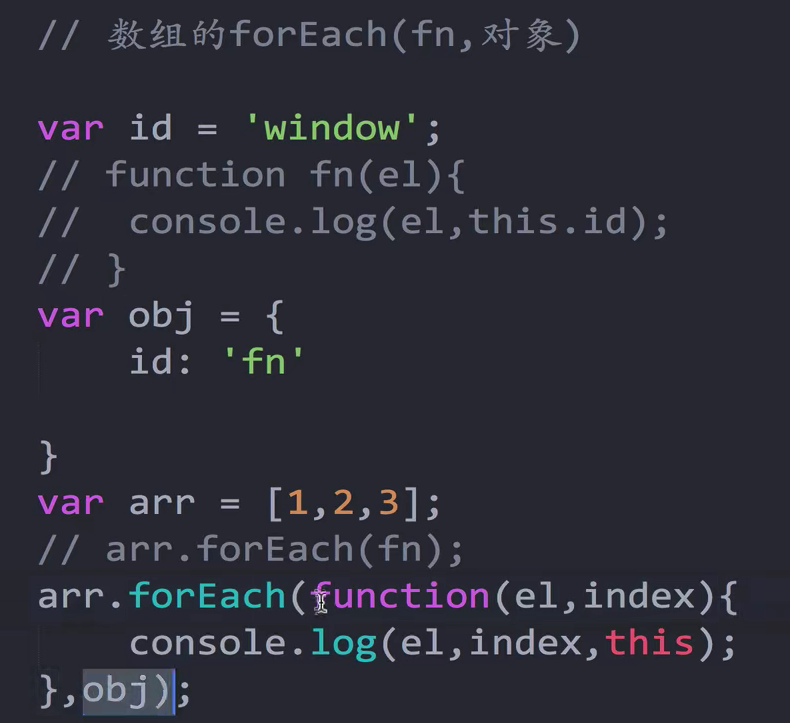 // 数组的forEach(fn,对象)
var id = 'window';
// function fn(el){
//  console.log(el,this.id);
// }
var obj = {
    id: 'fn'
}
var arr = [1,2,3];
// arr.forEach(fn);
arr.forEach(function(el,index){
    console.log(el,index,this);
},obj);